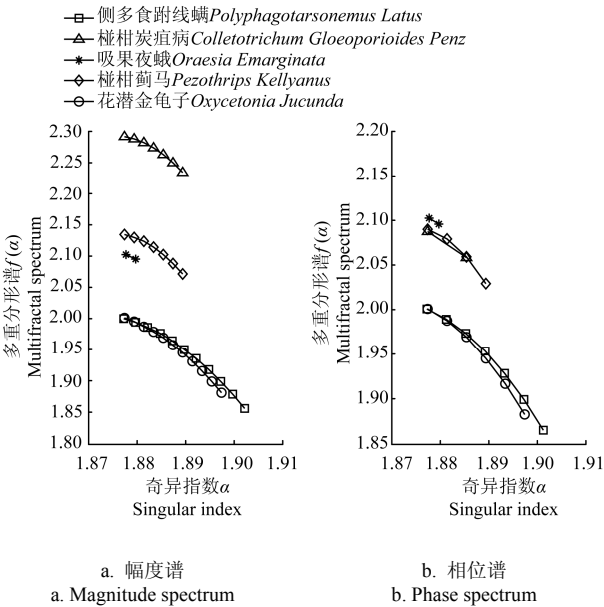 侧多食跗线螨Polyphagotarsonemus Latus
椪柑炭疽病Colletotrichum Gloeoporioides Penz
吸果夜蛾Oraesia Emarginata
椪柑蓟马Pezothrips Kellyanus
花潜金龟子Oxycetonia Jucunda
多重分形谱f(α)
Multifractal spectrum
2.30
2.25
2.20
2.15
2.10
2.05
2.00
1.95
1.90
1.85
1.80
1.87 1.88 1.89 1.90 1.91
奇异指数α
Singular index
a. 幅度谱
a. Magnitude spectrum
多重分形谱f(α)
Multifractal spectrum
2.20
2.15
2.10
2.05
2.00
1.95
1.90
1.85
1.87 1.88 1.89 1.90 1.91
奇异指数α
Singular index
b. 相位谱
b. Phase spectrum